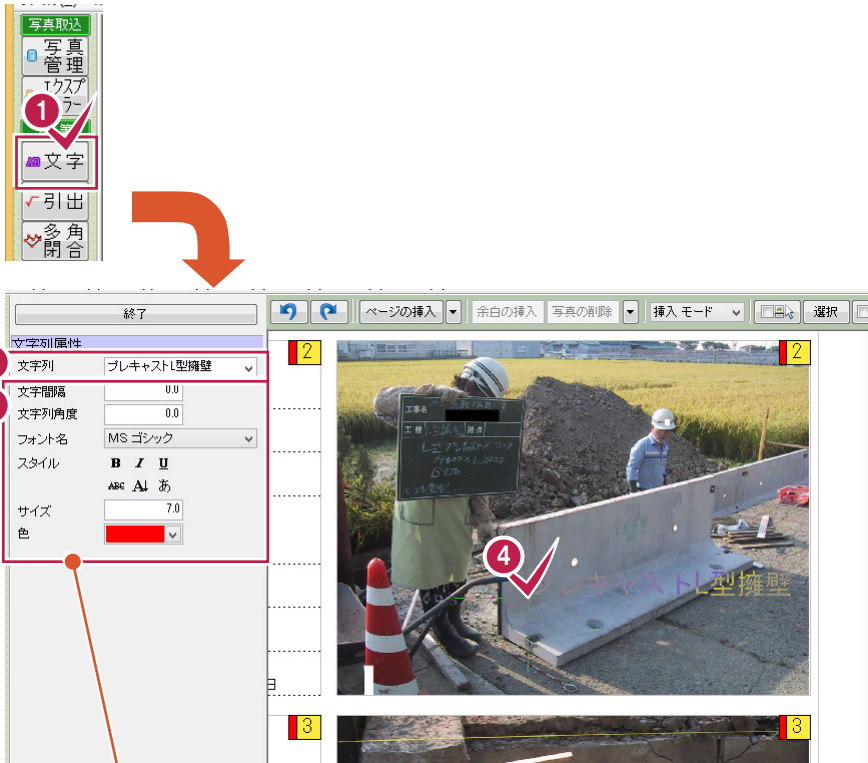 写真取込
写真
管理
エクスプ
ラー
1
文字
引出
多角
閉合
終了
ページの挿入
余白の挿入
写真の削除
挿入 モード
選択
文字列属性
文字列
プレキャストL型擁壁
文字間隔
0.0
文字列角度
0.0
フォント名
MS ゴシック
スタイル
B I U
ABC A↓ あ
サイズ
7.0
色
2
2
工事名
工種
測点
L型プレキャスト
H600×L2000
4
プレキャストL型擁壁
日
3
3